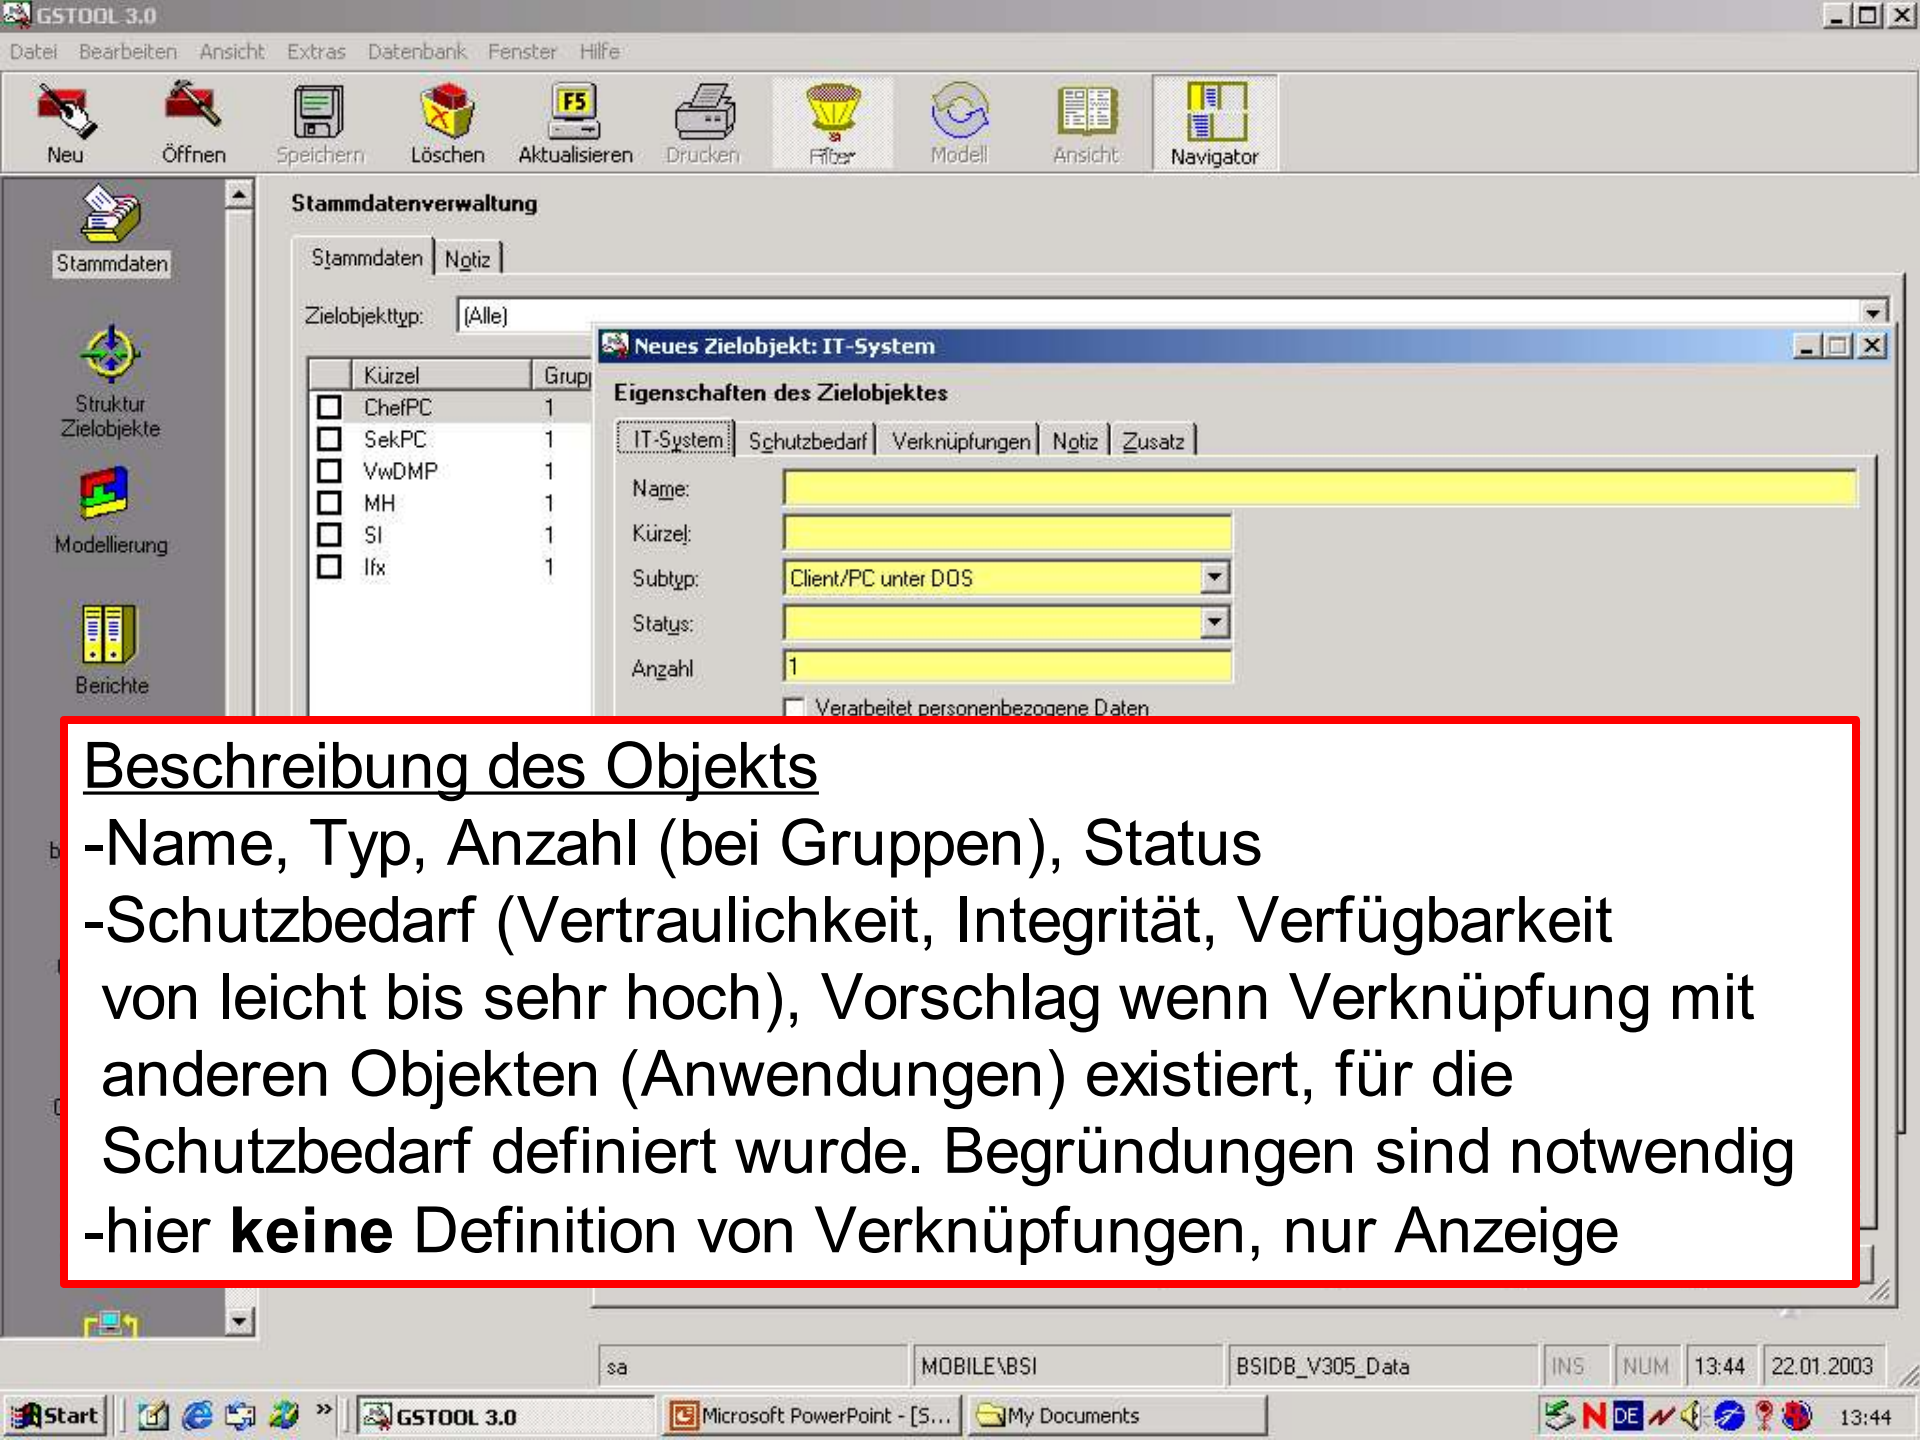 GSTOOL 3.0
Datei Bearbeiten Ansicht Extras Datenbank Fenster Hilfe
Neu Öffnen Speichern Löschen Aktualisieren Drucken Filter Modell Ansicht Navigator
F5
Stammdaten
Struktur
Zielobjekte
Modellierung
Berichte
Stammdatenverwaltung
Stammdaten Notiz
Zielobjekttyp: (Alle)
Kürzel Grupp
ChefPC 1
SekPC 1
VwDMP 1
MH 1
SI 1
Ifx 1
Neues Zielobjekt: IT-System
Eigenschaften des Zielobjektes
IT-System Schutzbedarf Verknüpfungen Notiz Zusatz
Name:
Kürzel:
Subtyp: Client/PC unter DOS
Status:
Anzahl 1
Verarbeitet personenbezogene Daten
Beschreibung des Objekts
-Name, Typ, Anzahl (bei Gruppen), Status
-Schutzbedarf (Vertraulichkeit, Integrität, Verfügbarkeit
von leicht bis sehr hoch), Vorschlag wenn Verknüpfung mit
anderen Objekten (Anwendungen) existiert, für die
Schutzbedarf definiert wurde. Begründungen sind notwendig
-hier keine Definition von Verknüpfungen, nur Anzeige
sa MOBILE\BSI BSIDB_V305_Data INS NUM 13:44 22.01.2003
Start » GSTOOL 3.0 Microsoft PowerPoint - [S... My Documents N DE 13:44